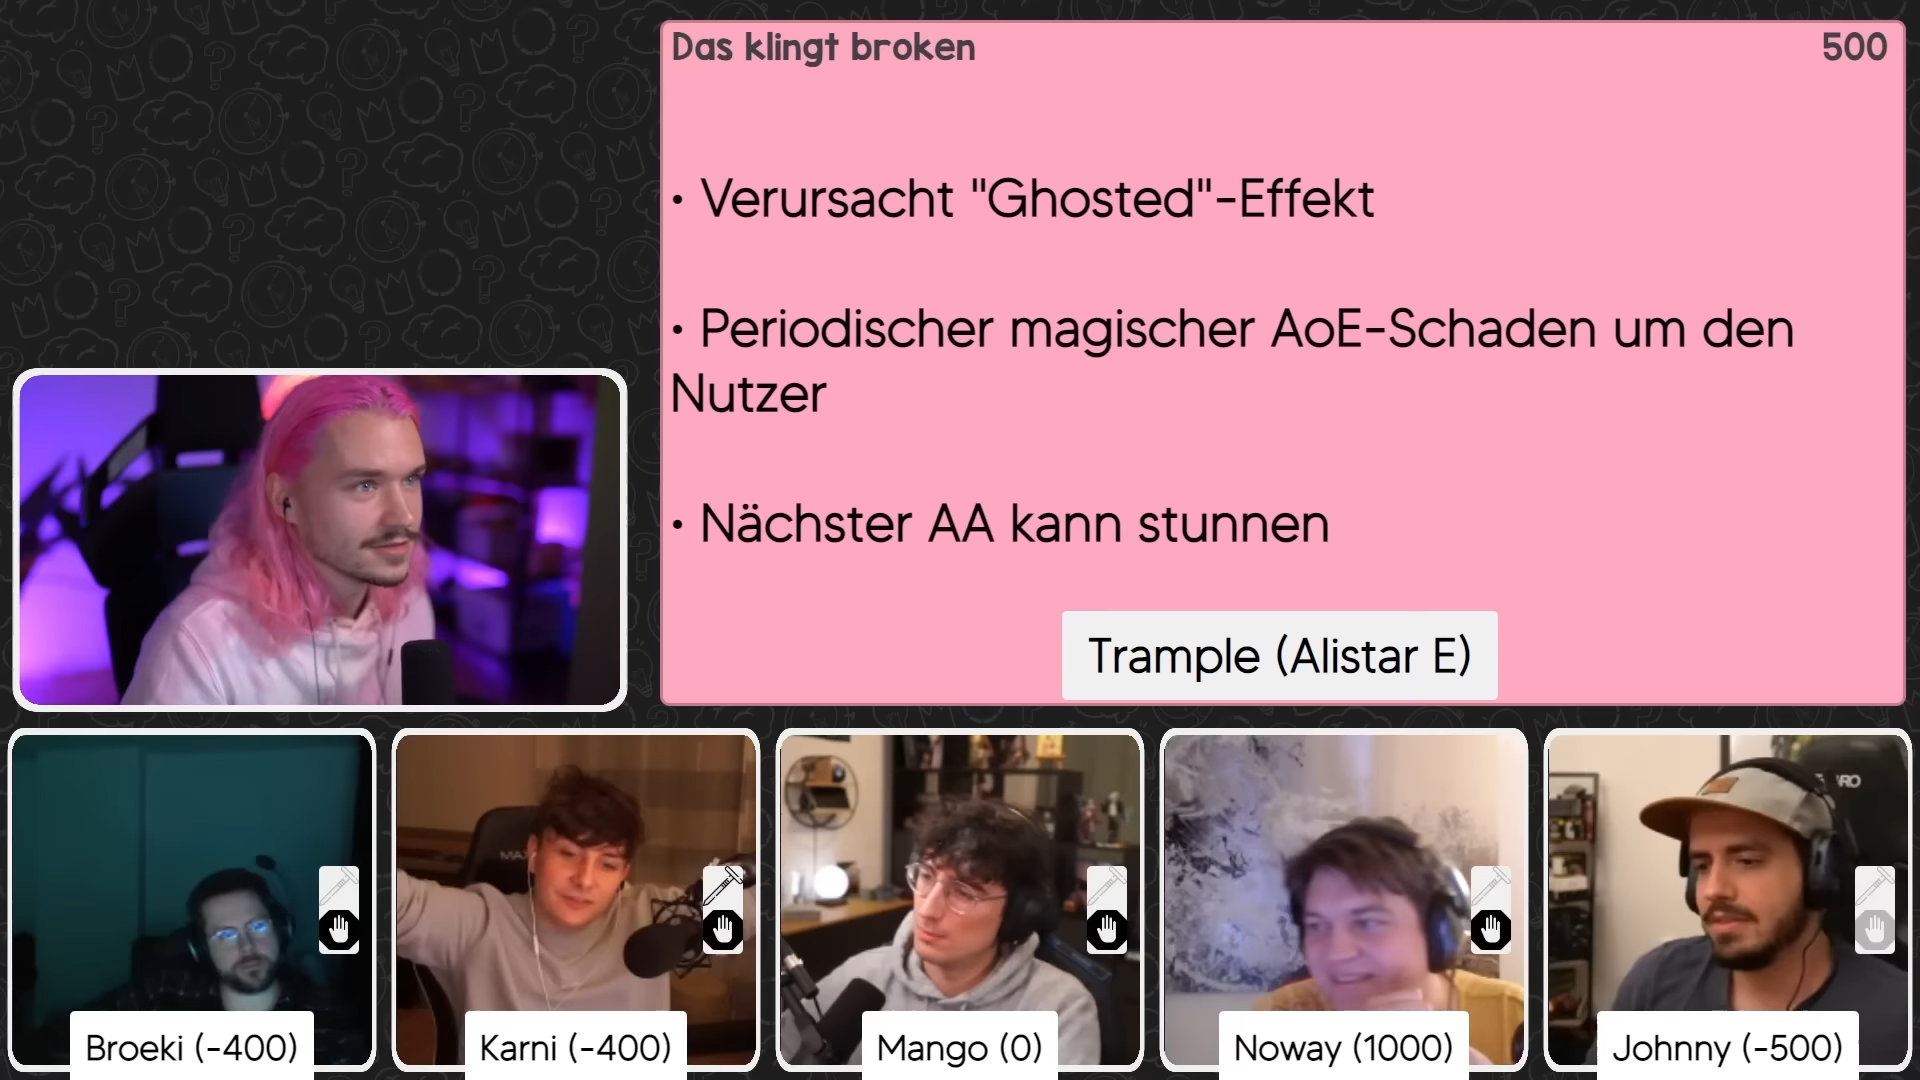 Das klingt broken
500
• Verursacht "Ghosted"-Effekt
• Periodischer magischer AoE-Schaden um den
Nutzer
• Nächster AA kann stunnen
Trample (Alistar E)
Broeki (-400)
Karni (-400)
Mango (0)
Noway (1000)
Johnny (-500)